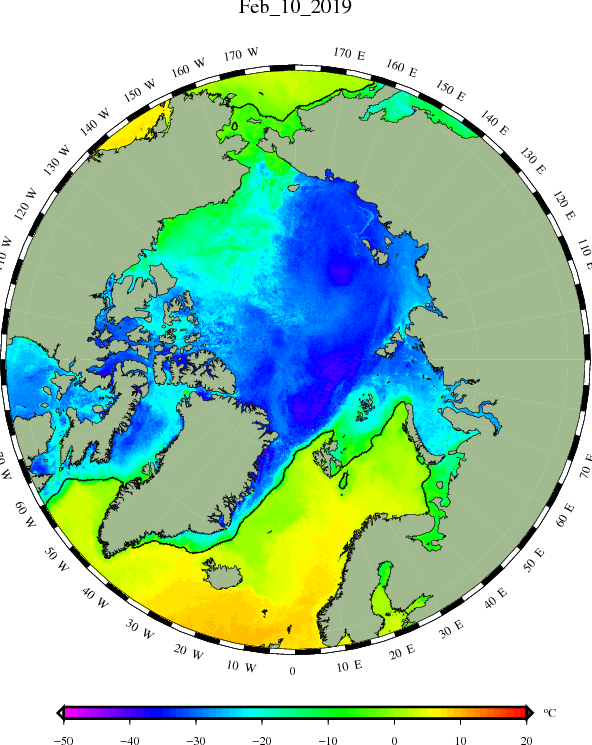 Feb_10_2019
170 W
170 E
160 W
160 E
150 W
150 E
140 W
140 E
130 W
130 E
120 W
120 E
110 E
70 E
60 W
60 E
50 W
50 E
40 W
40 E
30 W
30 E
20 W
20 E
10 W
10 E
0
°C
−50 −40 −30 −20 −10 0 10 20